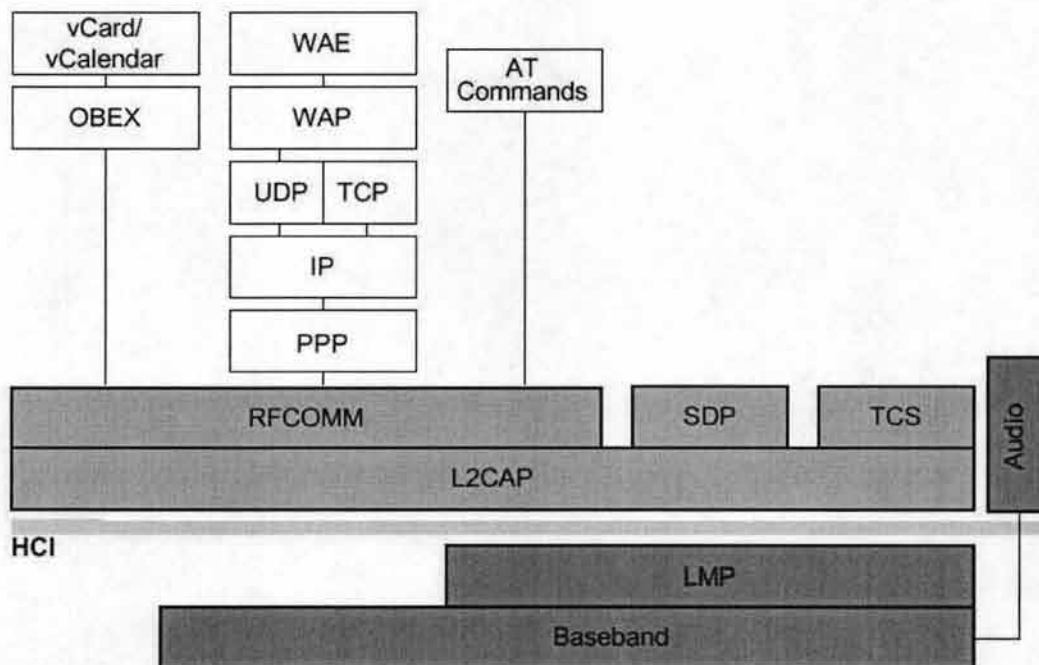 vCard/
vCalendar
OBEX
WAE
WAP
UDP
TCP
IP
PPP
AT
Commands
RFCOMM
SDP
TCS
Audio
L2CAP
HCI
LMP
Baseband